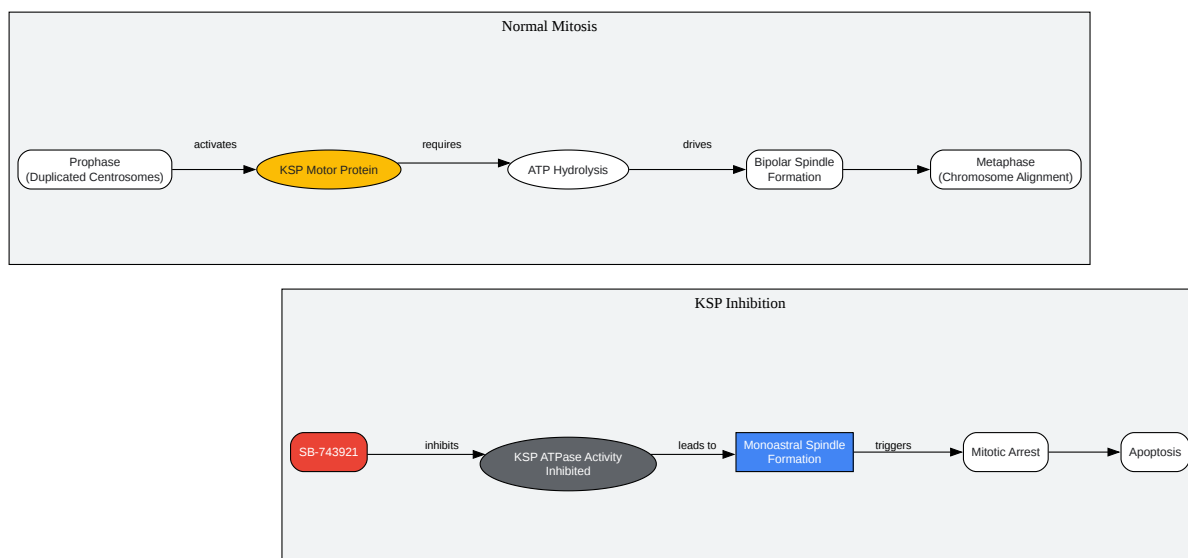 Normal Mitosis
Prophase
(Duplicated Centrosomes)
activates
KSP Motor Protein
requires
ATP Hydrolysis
drives
Bipolar Spindle
Formation
Metaphase
(Chromosome Alignment)
KSP Inhibition
SB-743921
inhibits
KSP ATPase Activity
Inhibited
leads to
Monoastral Spindle
Formation
triggers
Mitotic Arrest
Apoptosis